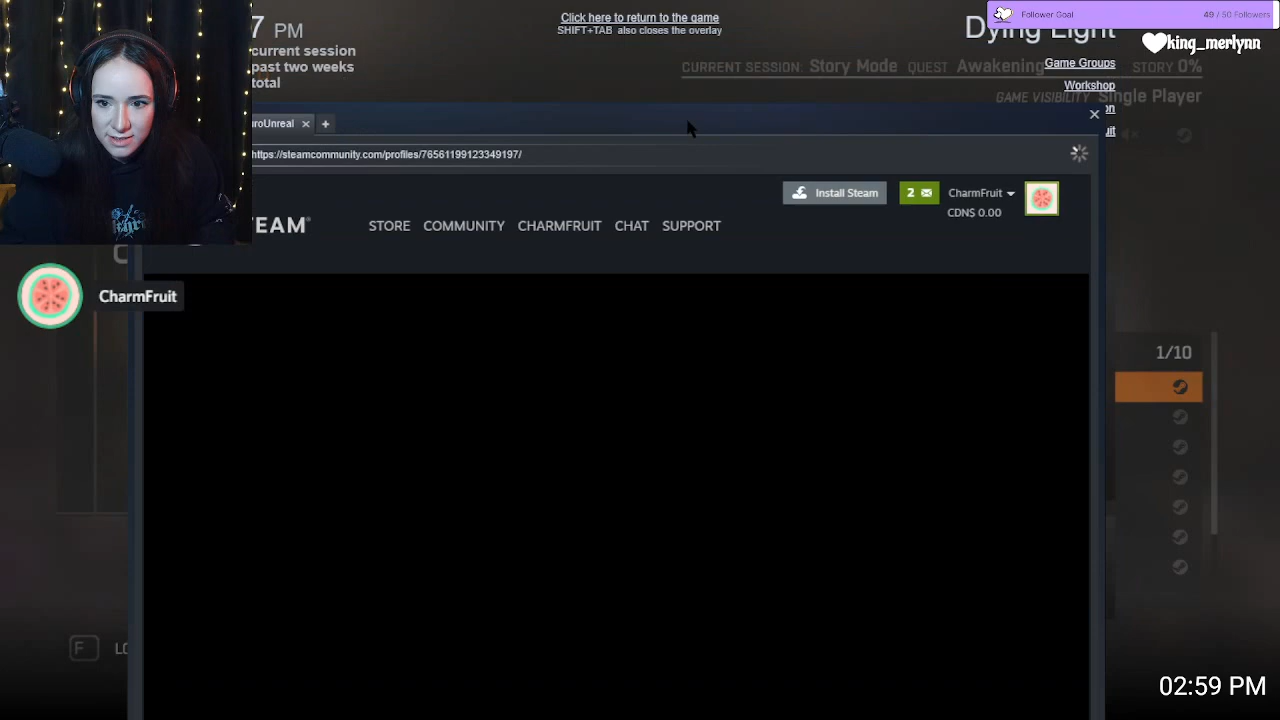 7 PM
current session
past two weeks
total
Click here to return to the game
SHIFT+TAB also closes the overlay
Dying Light
Follower Goal
49 / 50 Followers
king_merlynn
Game Groups
Workshop
CURRENT SESSION: Story Mode QUEST Awakening STORY 0%
GAME VISIBILITY Single Player
uroUnreal
https://steamcommunity.com/profiles/76561199123349197/
Install Steam
2
CharmFruit
CDN$ 0.00
TEAM®
STORE COMMUNITY CHARMFRUIT CHAT SUPPORT
CharmFruit
1/10
F
02:59 PM